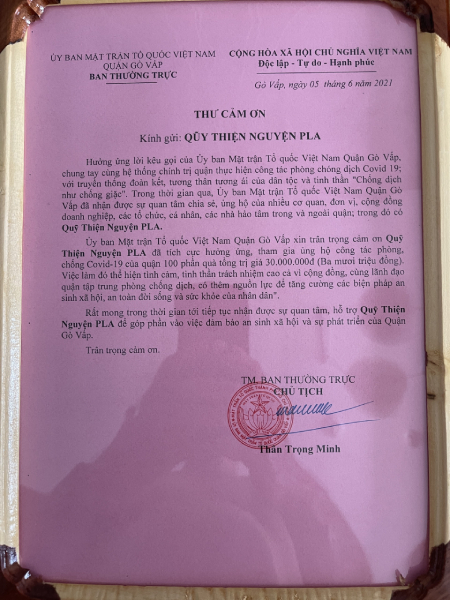 ỦY BAN MẶT TRẬN TỔ QUỐC VIỆT NAM
QUẬN GÒ VẤP
BAN THƯỜNG TRỰC
CỘNG HÒA XÃ HỘI CHỦ NGHĨA VIỆT NAM
Độc lập - Tự do - Hạnh phúc
Gò Vấp, ngày 05 tháng 6 năm 2021
THƯ CẢM ƠN
Kính gửi: QUỸ THIỆN NGUYỆN PLA
Hưởng ứng lời kêu gọi của Ủy ban Mặt trận Tổ quốc Việt Nam Quận Gò Vấp,
chung tay cùng hệ thống chính trị quận thực hiện công tác phòng chóng dịch Covid 19;
với truyền thống đoàn kết, tương thân tương ái của dân tộc và tinh thần "Chống dịch
như chống giặc". Trong thời gian qua, Ủy ban Mặt trận Tổ quốc Việt Nam Quận Gò
Vấp đã nhận được sự quan tâm chia sẻ, ủng hộ của nhiều cơ quan, đơn vị, cộng đồng
doanh nghiệp, các tổ chức, cá nhân, các nhà hảo tâm trong và ngoài quận; trong đó có
Quỹ Thiện Nguyện PLA.
Ủy ban Mặt trận Tổ quốc Việt Nam Quận Gò Vấp xin trân trọng cảm ơn Quỹ
Thiện Nguyện PLA đã tích cực hưởng ứng, tham gia ủng hộ công tác phòng,
chống Covid-19 của quận 100 phần quà tổng trị giá 30.000.000đ (Ba mươi triệu đồng).
Việc làm đó thể hiện tình cảm, tinh thần trách nhiệm cao cả vì cộng đồng, cùng lãnh đạo
quận tập trung phòng chống dịch, có thêm nguồn lực để tăng cường các biện pháp an
sinh xã hội, an toàn đời sống và sức khỏe của nhân dân".
Rất mong trong thời gian tới tiếp tục nhận được sự quan tâm, hỗ trợ Quỹ Thiện
Nguyện PLA để góp phần vào việc đảm bảo an sinh xã hội và sự phát triển của Quận
Gò Vấp.
Trân trọng cảm ơn.
TM. BAN THƯỜNG TRỰC
CHỦ TỊCH
Thân Trọng Minh